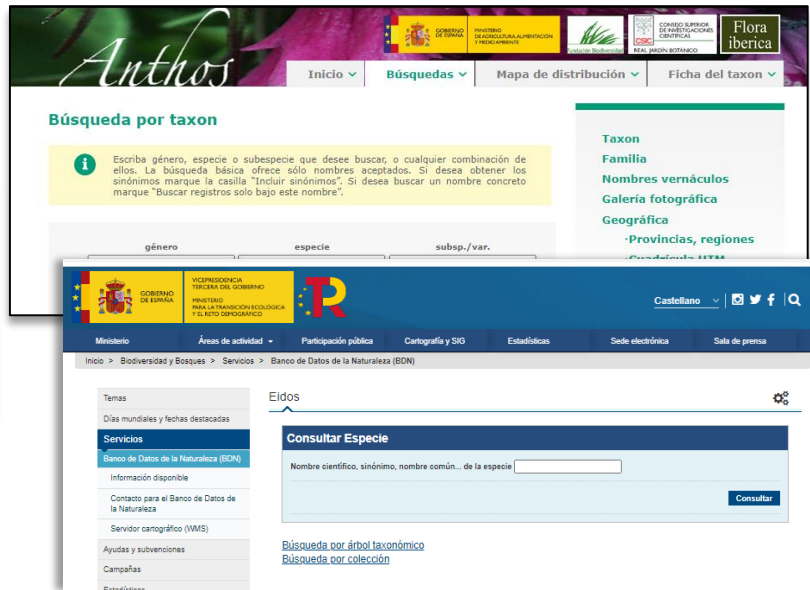 Anthos
GOBIERNO
DE ESPAÑA
MINISTERIO
DE AGRICULTURA, ALIMENTACIÓN
Y MEDIO AMBIENTE
Fundación Biodiversidad
CSIC
CONSEJO SUPERIOR
DE INVESTIGACIONES
CIENTÍFICAS
REAL JARDÍN BOTÁNICO
Flora
iberica
Inicio Búsquedas Mapa de distribución Ficha del taxon
Búsqueda por taxon
Escriba género, especie o subespecie que desee buscar, o cualquier combinación de
ellos. La búsqueda básica ofrece sólo nombres aceptados. Si desea obtener los
sinónimos marque la casilla "Incluir sinónimos". Si desea buscar un nombre concreto
marque "Buscar registros solo bajo este nombre".
género especie subsp./var.
Taxon
Familia
Nombres vernáculos
Galería fotográfica
Geográfica
·Provincias, regiones
·Cuadrícula UTM
GOBIERNO
DE ESPAÑA
VICEPRESIDENCIA
TERCERA DEL GOBIERNO
MINISTERIO
PARA LA TRANSICIÓN ECOLÓGICA
Y EL RETO DEMOGRÁFICO
R
Castellano
Ministerio Áreas de actividad Participación pública Cartografía y SIG Estadísticas Sede electrónica Sala de prensa
Inicio > Biodiversidad y Bosques > Servicios > Banco de Datos de la Naturaleza (BDN)
Temas
Días mundiales y fechas destacadas
Servicios
Banco de Datos de la Naturaleza (BDN)
Información disponible
Contacto para el Banco de Datos de
la Naturaleza
Servidor cartográfico (WMS)
Ayudas y subvenciones
Campañas
Estadísticas
Eidos
Consultar Especie
Nombre científico, sinónimo, nombre común... de la especie
Consultar
Búsqueda por árbol taxonómico
Búsqueda por colección